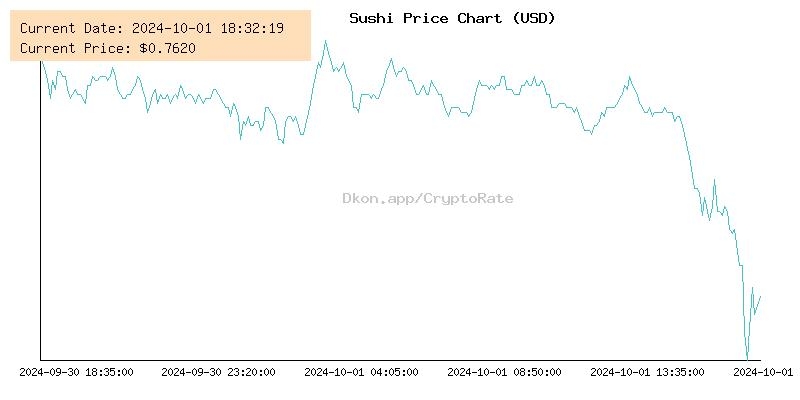 Sushi Price Chart (USD)
Current Date: 2024-10-01 18:32:19
Current Price: $0.7620
Dkon.app/CryptoRate
2024-09-30 18:35:00 2024-09-30 23:20:00 2024-10-01 04:05:00 2024-10-01 08:50:00 2024-10-01 13:35:00 2024-10-01